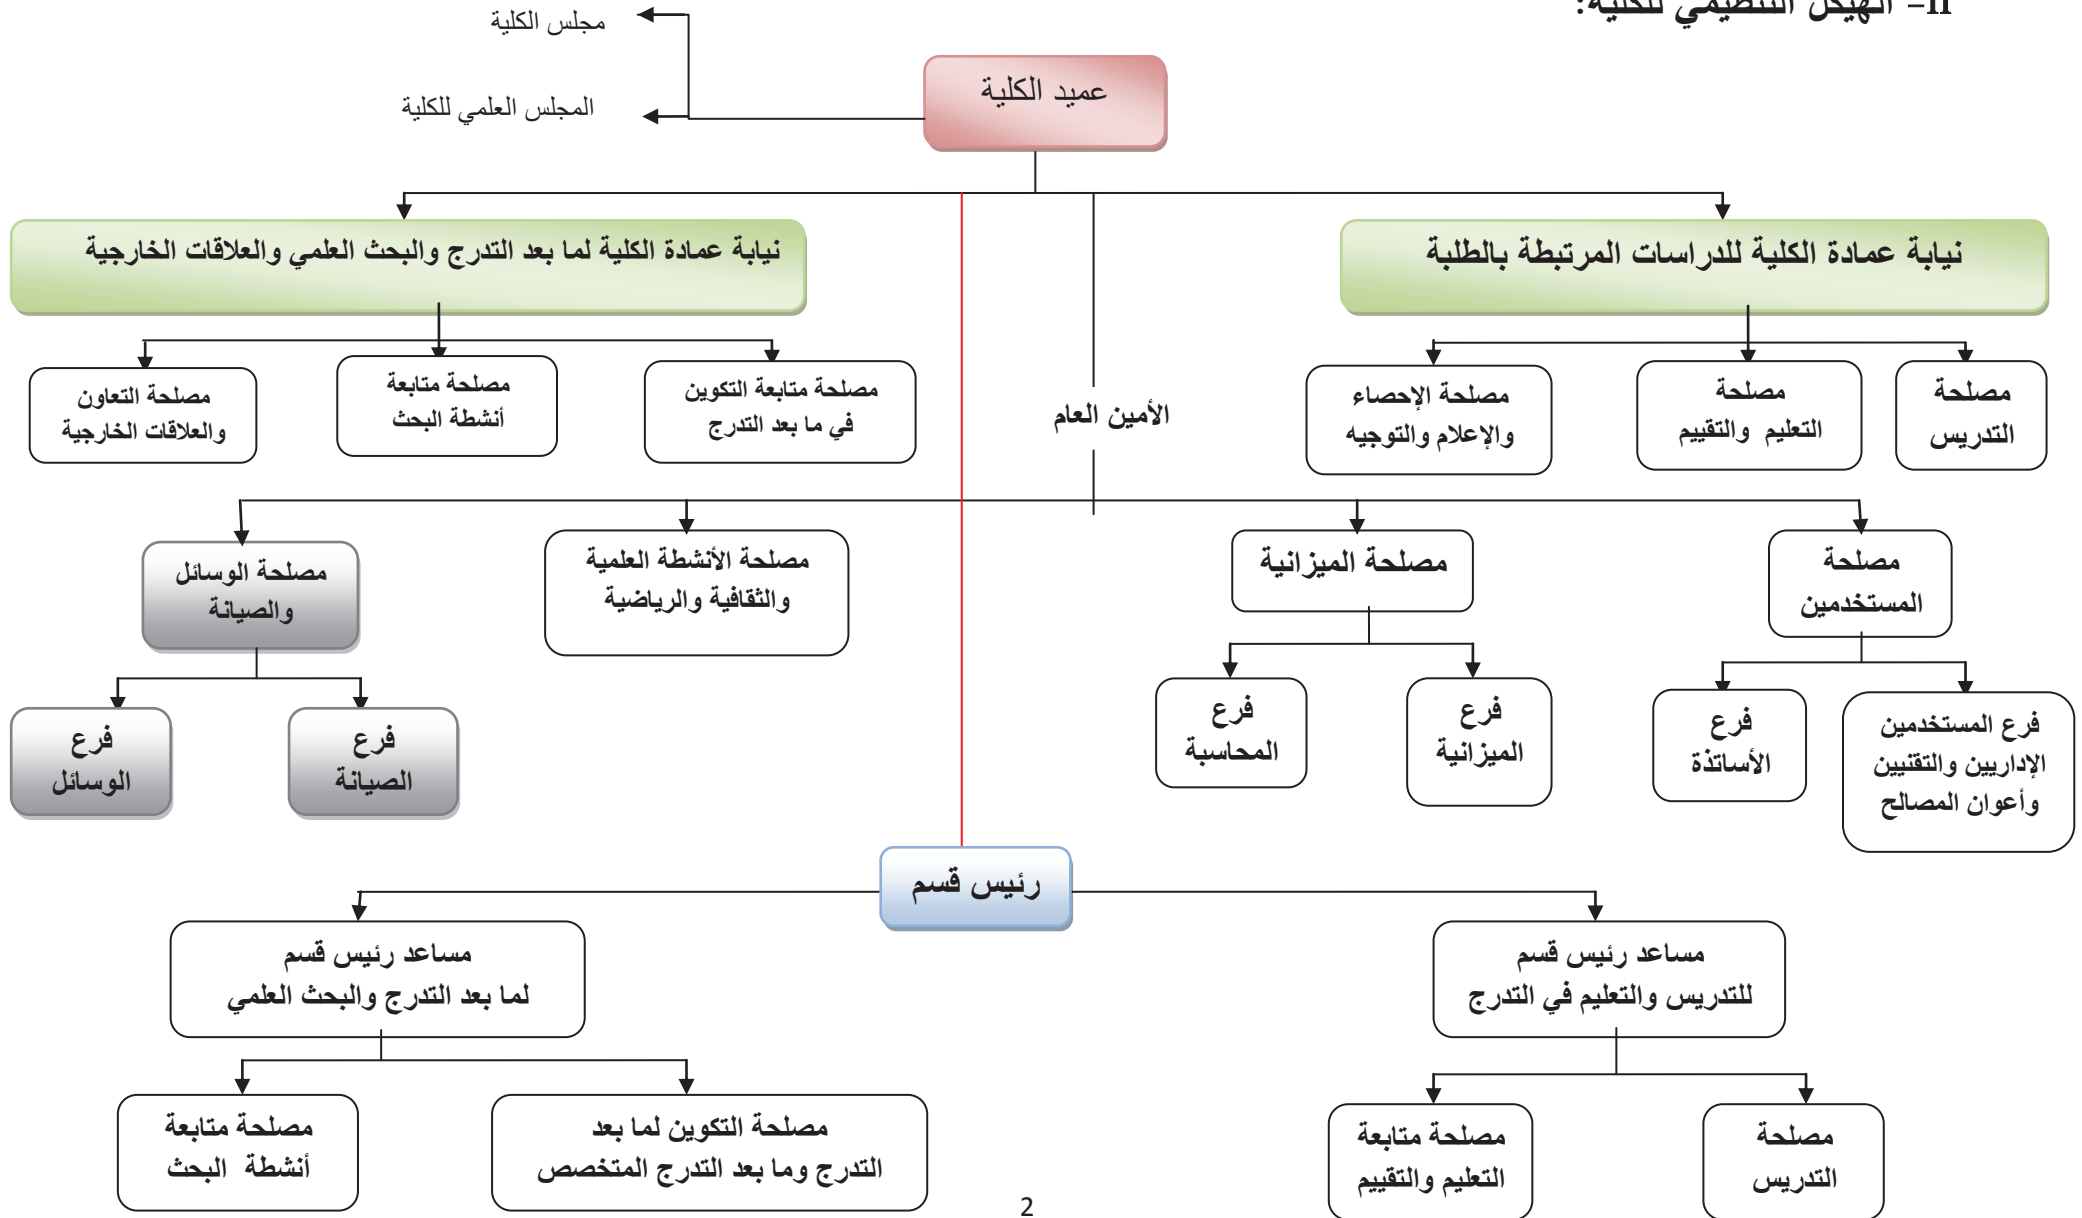 II- الهيكل التنظيمي للكلية:
مجلس الكلية
عميد الكلية
المجلس العلمي للكلية
نيابة عمادة الكلية للدراسات المرتبطة بالطلبة
نيابة عمادة الكلية لما بعد التدرج والبحث العلمي والعلاقات الخارجية
مصلحة
التدريس
مصلحة
التعليم والتقييم
مصلحة الإحصاء
والإعلام والتوجيه
الأمين العام
مصلحة متابعة التكوين
في ما بعد التدرج
مصلحة متابعة
أنشطة البحث
مصلحة التعاون
والعلاقات الخارجية
مصلحة
المستخدمين
مصلحة الميزانية
مصلحة الأنشطة العلمية
والثقافية والرياضية
مصلحة الوسائل
والصيانة
فرع المستخدمين
الإداريين والتقنيين
وأعوان المصالح
فرع
الأساتذة
فرع
الميزانية
فرع
المحاسبة
فرع
الصيانة
فرع
الوسائل
رئيس قسم
مساعد رئيس قسم
للتدريس والتعليم في التدرج
مساعد رئيس قسم
لما بعد التدرج والبحث العلمي
مصلحة
التدريس
مصلحة متابعة
التعليم والتقييم
مصلحة التكوين لما بعد
التدرج وما بعد التدرج المتخصص
مصلحة متابعة
أنشطة البحث
2